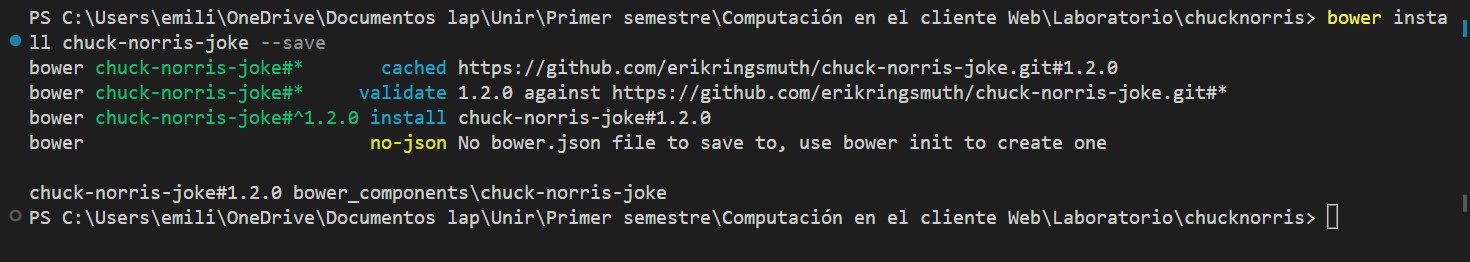 PS C:\Users\emili\OneDrive\Documentos lap\Unir\Primer semestre\Computación en el cliente Web\Laboratorio\chucknorris> bower insta
ll chuck-norris-joke --save
bower chuck-norris-joke#*       cached https://github.com/erikringsmuth/chuck-norris-joke.git#1.2.0
bower chuck-norris-joke#*     validate 1.2.0 against https://github.com/erikringsmuth/chuck-norris-joke.git#*
bower chuck-norris-joke#^1.2.0 install chuck-norris-joke#1.2.0
bower                          no-json No bower.json file to save to, use bower init to create one
chuck-norris-joke#1.2.0 bower_components\chuck-norris-joke
PS C:\Users\emili\OneDrive\Documentos lap\Unir\Primer semestre\Computación en el cliente Web\Laboratorio\chucknorris>